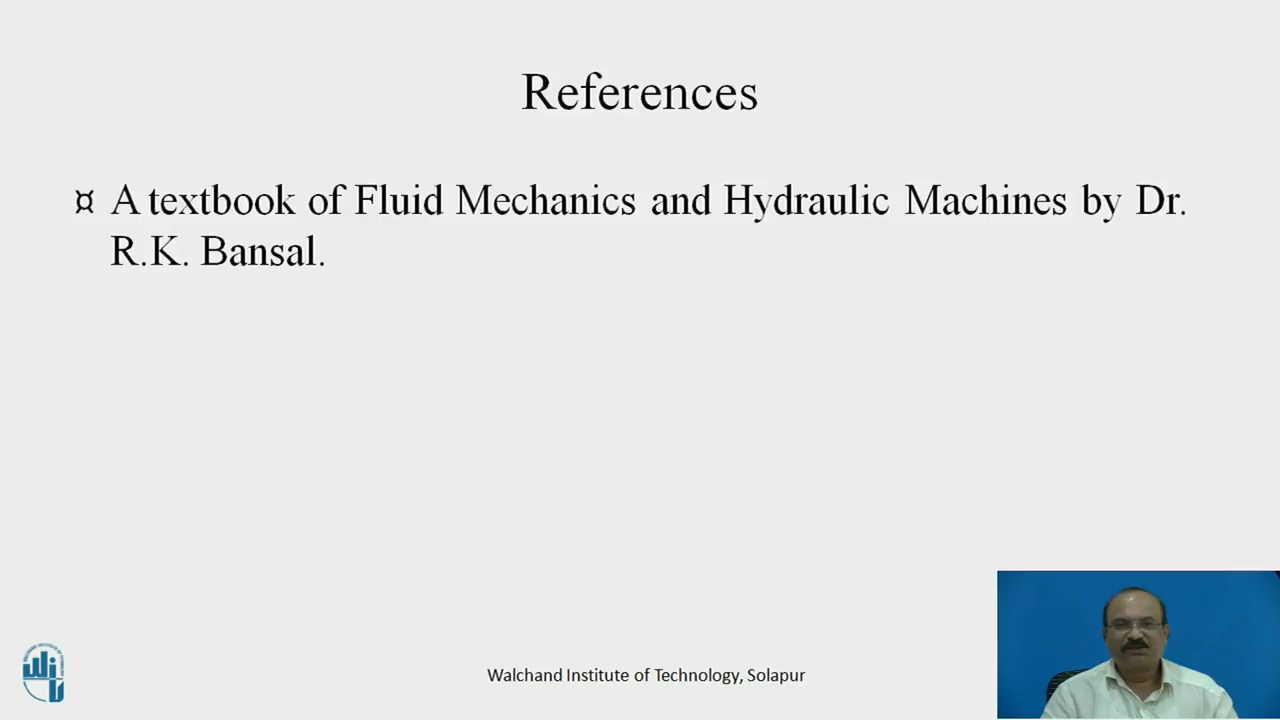 References
¤ A textbook of Fluid Mechanics and Hydraulic Machines by Dr.
R.K. Bansal.
Walchand Institute of Technology, Solapur